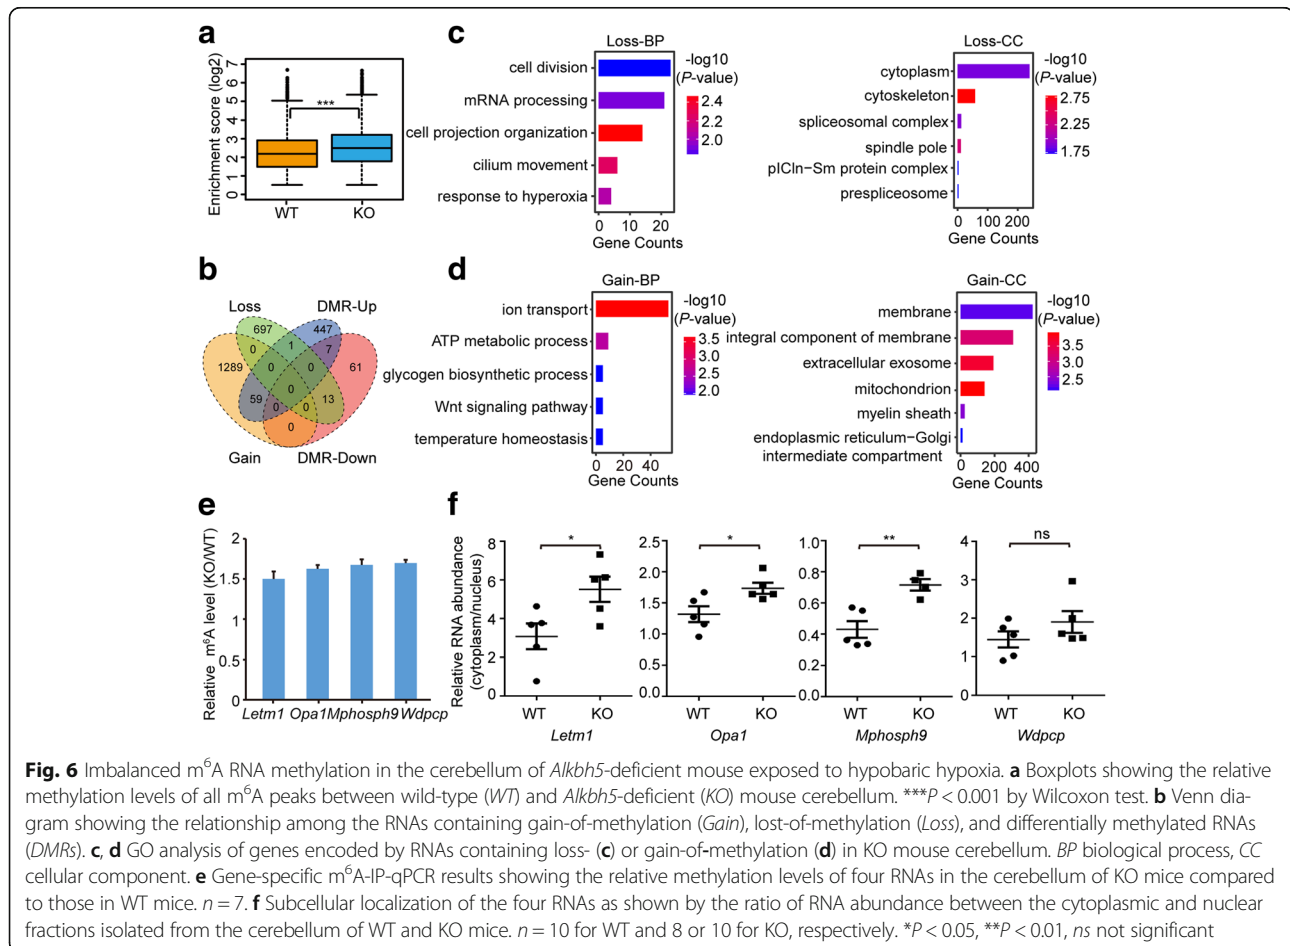 a
Enrichment score (log2)
7
6
5
4
3
2
1
0
***
WT
KO
c
Loss-BP
cell division
mRNA processing
cell projection organization
cilium movement
response to hyperoxia
0 10 20
Gene Counts
-log10
(P-value)
2.4
2.2
2.0
Loss-CC
cytoplasm
cytoskeleton
spliceosomal complex
spindle pole
pICln−Sm protein complex
prespliceosome
0 100 200
Gene Counts
-log10
(P-value)
2.75
2.25
1.75
b
Loss
DMR-Up
697
447
0
1
7
1289
0
0
61
0
59
0
0
13
0
Gain
DMR-Down
d
Gain-BP
ion transport
ATP metabolic process
glycogen biosynthetic process
Wnt signaling pathway
temperature homeostasis
0 20 40
Gene Counts
-log10
(P-value)
3.5
3.0
2.5
2.0
Gain-CC
membrane
integral component of membrane
extracellular exosome
mitochondrion
myelin sheath
endoplasmic reticulum−Golgi
intermediate compartment
0 200 400
Gene Counts
-log10
(P-value)
3.5
3.0
2.5
e
Relative m6A level (KO/WT)
2
1.5
1
0.5
0
Letm1 Opa1 Mphosph9 Wdpcp
f
Relative RNA abundance
(cytoplasm/nucleus)
8
6
4
2
0
*
WT KO
Letm1
2.5
2.0
1.5
1.0
0.5
0.0
*
WT KO
Opa1
1.0
0.8
0.6
0.4
0.2
0.0
**
WT KO
Mphosph9
4
3
2
1
0
ns
WT KO
Wdpcp
Fig. 6 Imbalanced m6A RNA methylation in the cerebellum of Alkbh5-deficient mouse exposed to hypobaric hypoxia. a Boxplots showing the relative
methylation levels of all m6A peaks between wild-type (WT) and Alkbh5-deficient (KO) mouse cerebellum. ***P < 0.001 by Wilcoxon test. b Venn dia-
gram showing the relationship among the RNAs containing gain-of-methylation (Gain), lost-of-methylation (Loss), and differentially methylated RNAs
(DMRs). c, d GO analysis of genes encoded by RNAs containing loss- (c) or gain-of-methylation (d) in KO mouse cerebellum. BP biological process, CC
cellular component. e Gene-specific m6A-IP-qPCR results showing the relative methylation levels of four RNAs in the cerebellum of KO mice compared
to those in WT mice. n = 7. f Subcellular localization of the four RNAs as shown by the ratio of RNA abundance between the cytoplasmic and nuclear
fractions isolated from the cerebellum of WT and KO mice. n = 10 for WT and 8 or 10 for KO, respectively. *P < 0.05, **P < 0.01, ns not significant